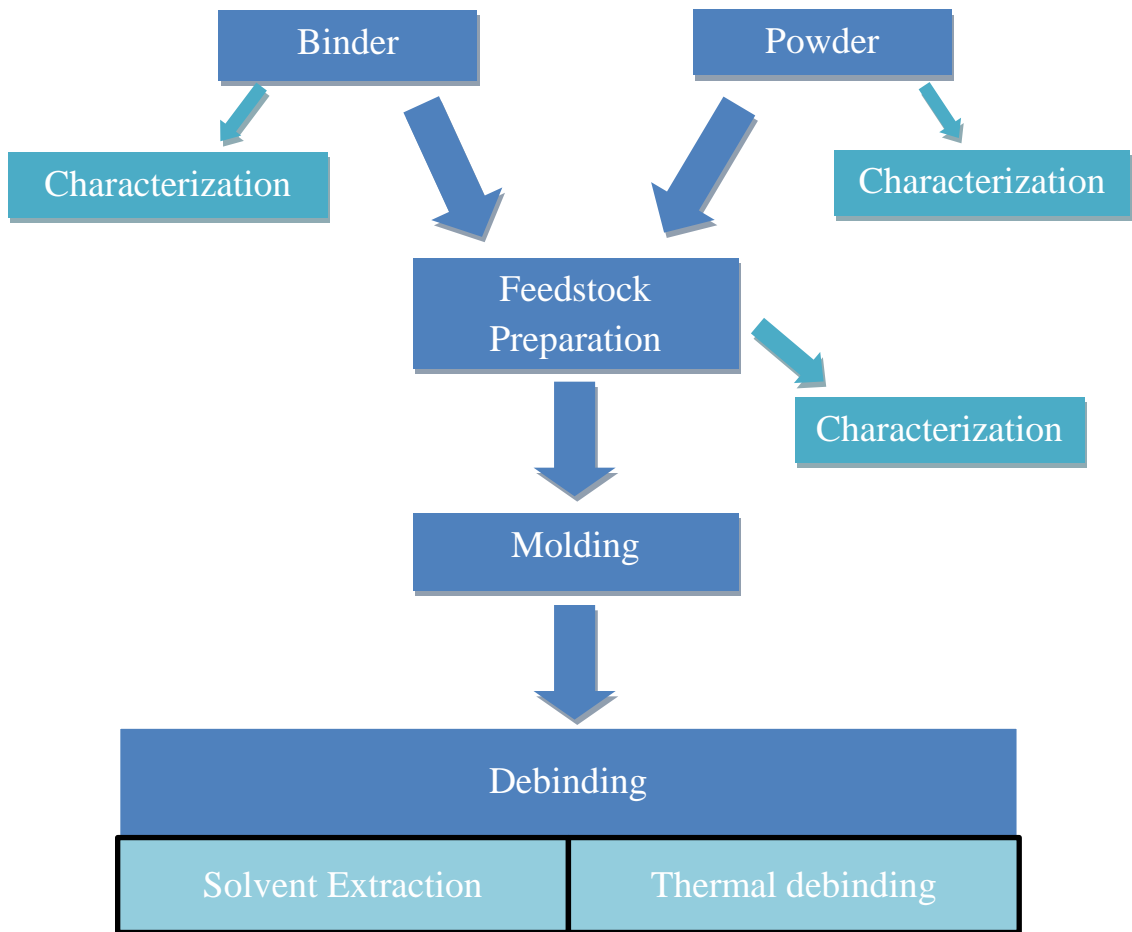 Binder
Powder
Characterization
Characterization
Feedstock
Preparation
Characterization
Molding
Debinding
Solvent Extraction
Thermal debinding